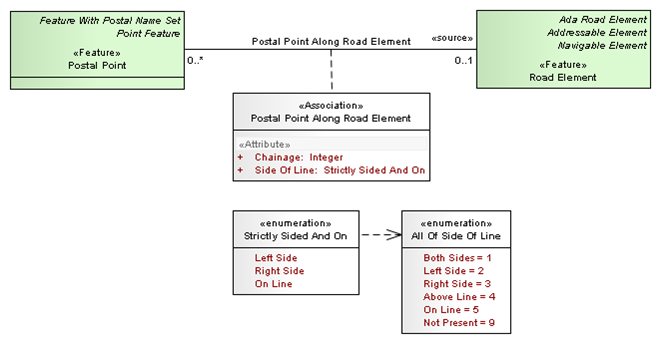 Feature With Postal Name Set
Point Feature
«Feature»
Postal Point
Postal Point Along Road Element
«source»
0..*
0..1
Ada Road Element
Addressable Element
Navigable Element
«Feature»
Road Element
«Association»
Postal Point Along Road Element
«Attribute»
+ Chainage: Integer
+ Side Of Line: Strictly Sided And On
«enumeration»
Strictly Sided And On
Left Side
Right Side
On Line
«enumeration»
All Of Side Of Line
Both Sides = 1
Left Side = 2
Right Side = 3
Above Line = 4
On Line = 5
Not Present = 9